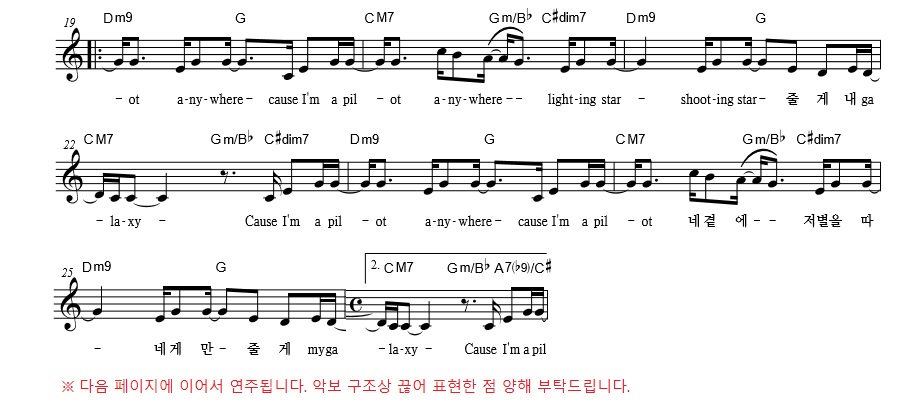 19 Dm9 G CM7 Gm/B♭ C#dim7 Dm9 G
- ot a-ny-where- cause I'm a pil - ot a-ny-where-- light-ing star - shoot-ing star- 줄 게 내 ga
22 CM7 Gm/B♭ C#dim7 Dm9 G CM7 Gm/B♭ C#dim7
- la-xy - Cause I'm a pil - ot a-ny-where- cause I'm a pil - ot 네 곁 에-- 저별을 따
25 Dm9 G 2. CM7 Gm/B♭ A7(♭9)/C#
- 네 게 만- 줄 게 my ga - la-xy - Cause I'm a pil
※ 다음 페이지에 이어서 연주됩니다. 악보 구조상 끊어 표현한 점 양해 부탁드립니다.